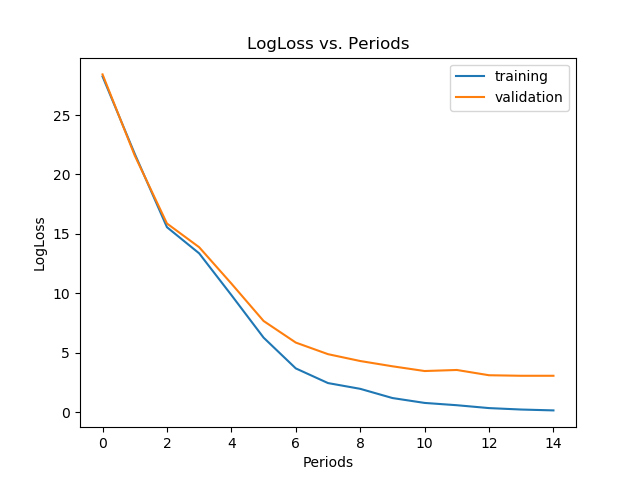 LogLoss vs. Periods
training
validation
LogLoss
25
20
15
10
5
0
0 2 4 6 8 10 12 14
Periods